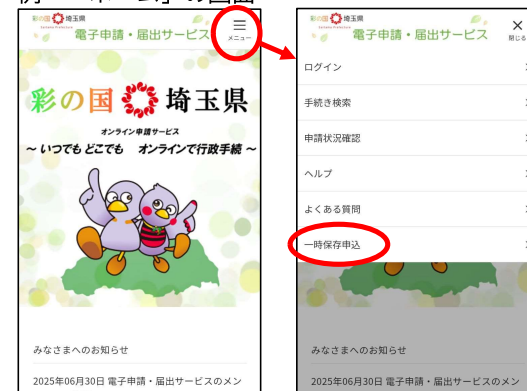 彩の国 埼玉県
電子申請・届出サービス
メニュー
彩の国 埼玉県
オンライン申請サービス
～ いつでも どこでも オンラインで行政手続 ～
みなさまへのお知らせ
2025年06月30日 電子申請・届出サービスのメン
彩の国 埼玉県
電子申請・届出サービス
閉じる
ログイン
手続き検索
申請状況確認
ヘルプ
よくある質問
一時保存申込
みなさまへのお知らせ
2025年06月30日 電子申請・届出サービスのメン